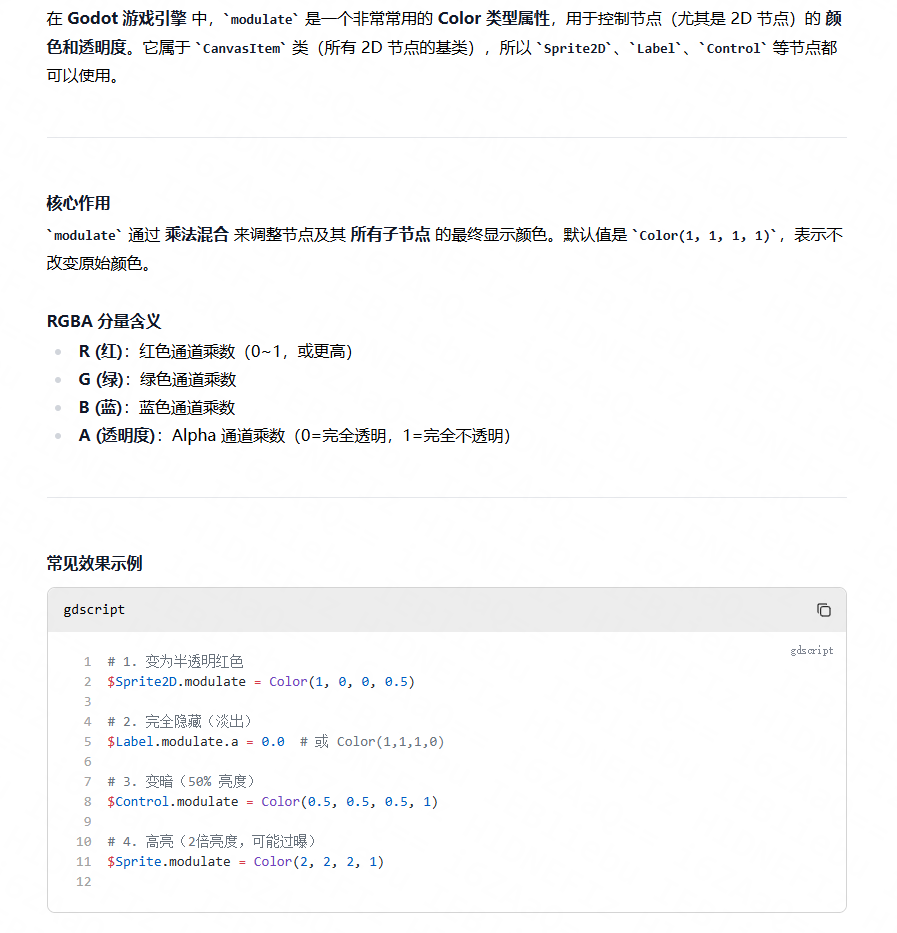 在 Godot 游戏引擎 中，`modulate` 是一个非常常用的 Color 类型属性，用于控制节点（尤其是 2D 节点）的 颜
色和透明度。它属于 `CanvasItem` 类（所有 2D 节点的基类），所以 `Sprite2D`、`Label`、`Control` 等节点都
可以使用。
核心作用
`modulate` 通过 乘法混合 来调整节点及其 所有子节点 的最终显示颜色。默认值是 `Color(1, 1, 1, 1)`，表示不
改变原始颜色。
RGBA 分量含义
R (红)：红色通道乘数（0~1，或更高）
G (绿)：绿色通道乘数
B (蓝)：蓝色通道乘数
A (透明度)：Alpha 通道乘数（0=完全透明，1=完全不透明）
常见效果示例
gdscript
gdscript
1 # 1. 变为半透明红色
2 $Sprite2D.modulate = Color(1, 0, 0, 0.5)
3
4 # 2. 完全隐藏（淡出）
5 $Label.modulate.a = 0.0  # 或 Color(1,1,1,0)
6
7 # 3. 变暗（50% 亮度）
8 $Control.modulate = Color(0.5, 0.5, 0.5, 1)
9
10 # 4. 高亮（2倍亮度，可能过曝）
11 $Sprite.modulate = Color(2, 2, 2, 1)
12